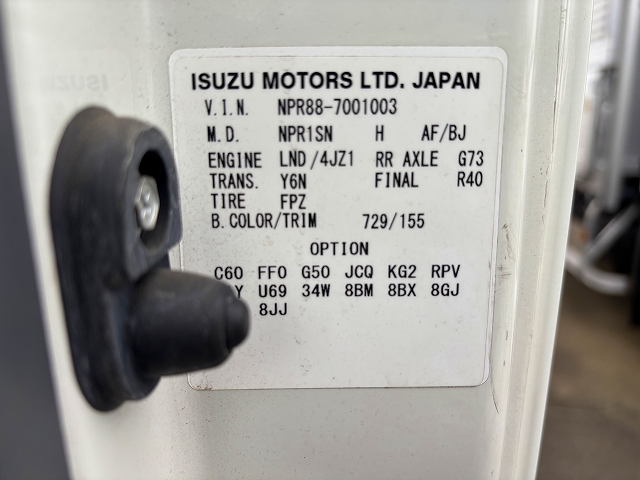 ISUZU MOTORS LTD. JAPAN
V.I.N. NPR88-7001003
M.D. NPR1SN H AF/BJ
ENGINE LND/4JZ1 RR AXLE G73
TRANS. Y6N FINAL R40
TIRE FPZ
B.COLOR/TRIM 729/155
OPTION
C60 FF0 G50 JCQ KG2 RPV
U69 34W 8BM 8BX 8GJ
8JJ